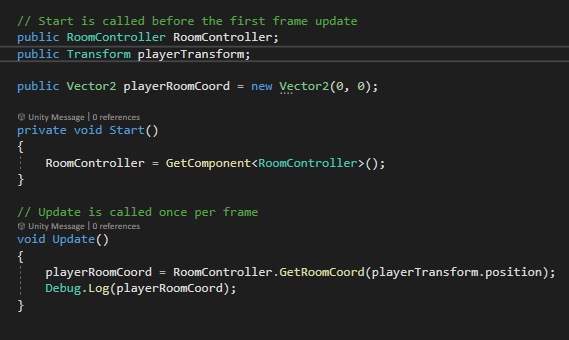 // Start is called before the first frame update
public RoomController RoomController;
public Transform playerTransform;
public Vector2 playerRoomCoord = new Vector2(0, 0);
Unity Message | 0 references
private void Start()
{
RoomController = GetComponent<RoomController>();
}
// Update is called once per frame
Unity Message | 0 references
void Update()
{
playerRoomCoord = RoomController.GetRoomCoord(playerTransform.position);
Debug.Log(playerRoomCoord);
}